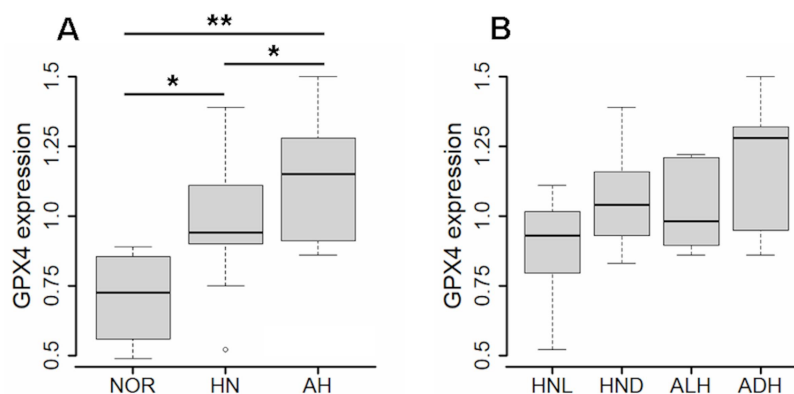 A
**
*
*
GPX4 expression
1.5
1.25
1.0
0.75
0.5
NOR HN AH
B
GPX4 expression
1.5
1.25
1.0
0.75
0.5
HNL HND ALH ADH